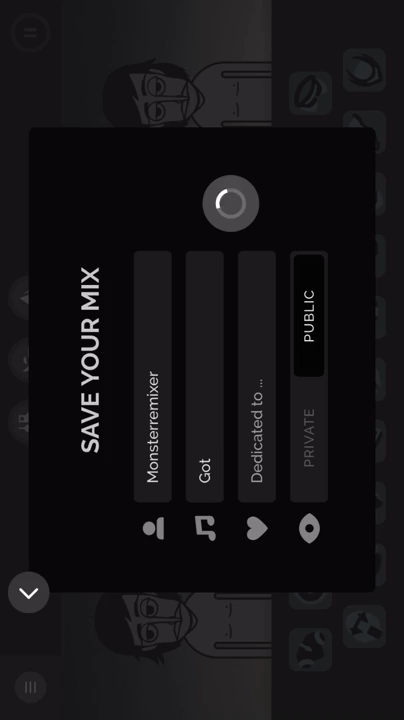 SAVE YOUR MIX
Monsterremixer
Got
Dedicated to ...
PRIVATE PUBLIC